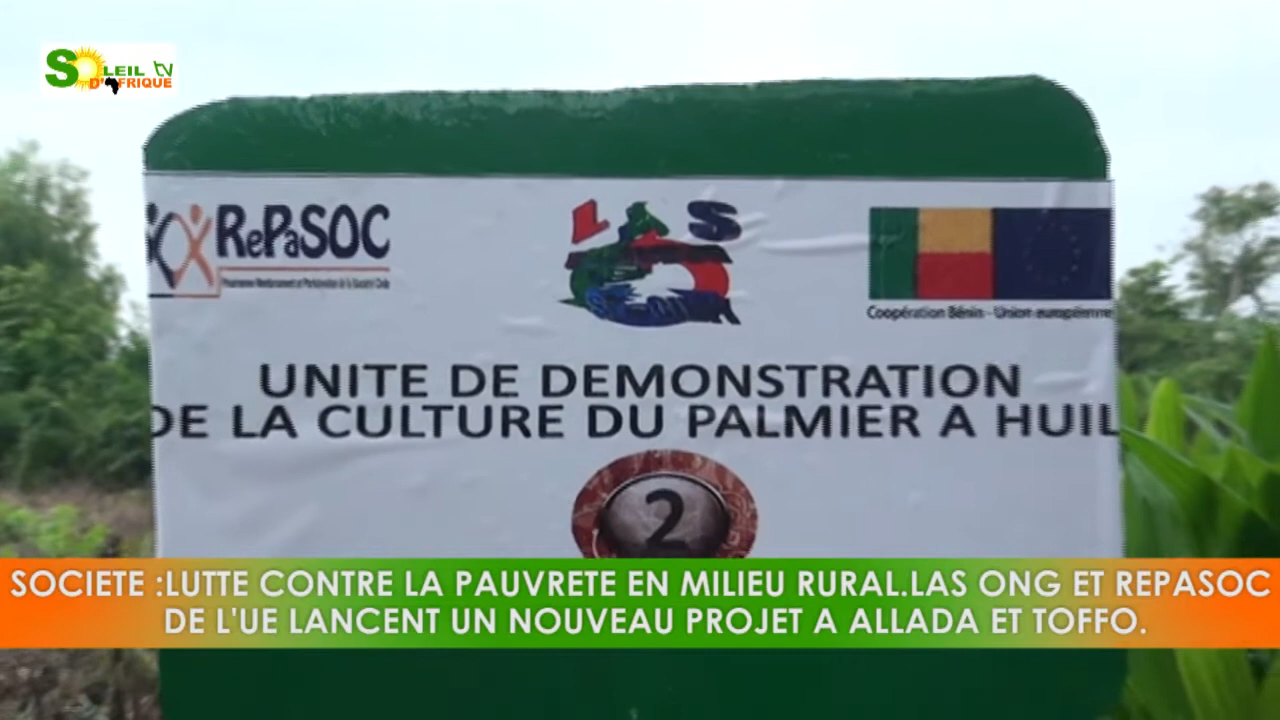 SOLEIL TV
D'AFRIQUE
RePaSOC
LAS
Coopération Bénin - Union européenne
UNITE DE DEMONSTRATION
DE LA CULTURE DU PALMIER A HUIL
2
SOCIETE :LUTTE CONTRE LA PAUVRETE EN MILIEU RURAL.LAS ONG ET REPASOC
DE L'UE LANCENT UN NOUVEAU PROJET A ALLADA ET TOFFO.